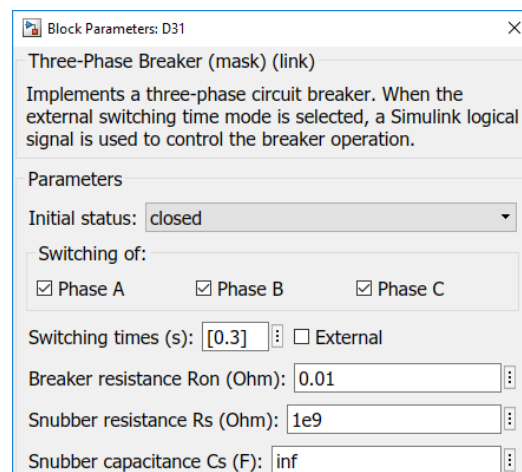 Block Parameters: D31
Three-Phase Breaker (mask) (link)
Implements a three-phase circuit breaker. When the
external switching time mode is selected, a Simulink logical
signal is used to control the breaker operation.
Parameters
Initial status: closed
Switching of:
Phase A Phase B Phase C
Switching times (s): [0.3] External
Breaker resistance Ron (Ohm): 0.01
Snubber resistance Rs (Ohm): 1e9
Snubber capacitance Cs (F): inf